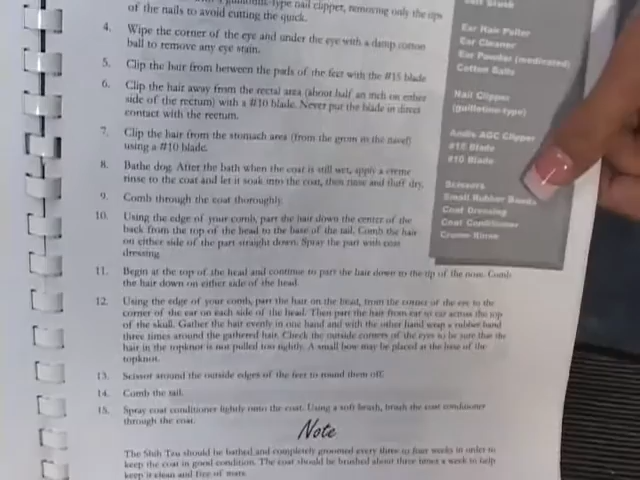 guillotine-type nail clipper, removing only the tips
of the nails to avoid cutting the quick.
4. Wipe the corner of the eye and under the eye with a damp cotton
ball to remove any eye stain.
5. Clip the hair from between the pads of the feet with the #15 blade
6. Clip the hair away from the rectal area (about half an inch on either
side of the rectum) with a #10 blade. Never put the blade in direct
contact with the rectum.
7. Clip the hair from the stomach area (from the groin to the navel)
using a #10 blade.
8. Bathe dog. After the bath when the coat is still wet, apply a creme
rinse to the coat and let it soak into the coat, then rinse and fluff dry.
9. Comb through the coat thoroughly.
10. Using the edge of your comb, part the hair down the center of the
back from the top of the head to the base of the tail. Comb the hair
on either side of the part straight down. Spray the part with coat
dressing.
11. Begin at the top of the head and continue to part the hair down to the tip of the nose. Comb
the hair down on either side of the head.
12. Using the edge of your comb, part the hair on the head, from the corner of the eye to the
corner of the ear on each side of the head. Then part the hair from ear to ear across the top
of the skull. Gather the hair evenly in one hand and with the other hand wrap a rubber band
three times around the gathered hair. Check the outside corners of the eyes to be sure that the
hair in the topknot is not pulled too tightly. A small bow may be placed at the base of the
topknot.
13. Scissor around the outside edges of the feet to round them off.
14. Comb the tail.
15. Spray coat conditioner lightly onto the coat. Using a soft brush, brush the coat conditioner
through the coat.
Note
The Shih Tzu should be bathed and completely groomed every three to four weeks in order to
keep the coat in good condition. The coat should be brushed about three times a week to help
keep it clean and free of mats.
Ear Hair Puller
Ear Cleaner
Ear Powder (medicated)
Cotton Balls
Nail Clipper
(guillotine-type)
Andis AGC Clipper
#15 Blade
#10 Blade
Scissors
Small Rubber Bands
Coat Dressing
Coat Conditioner
Creme Rinse